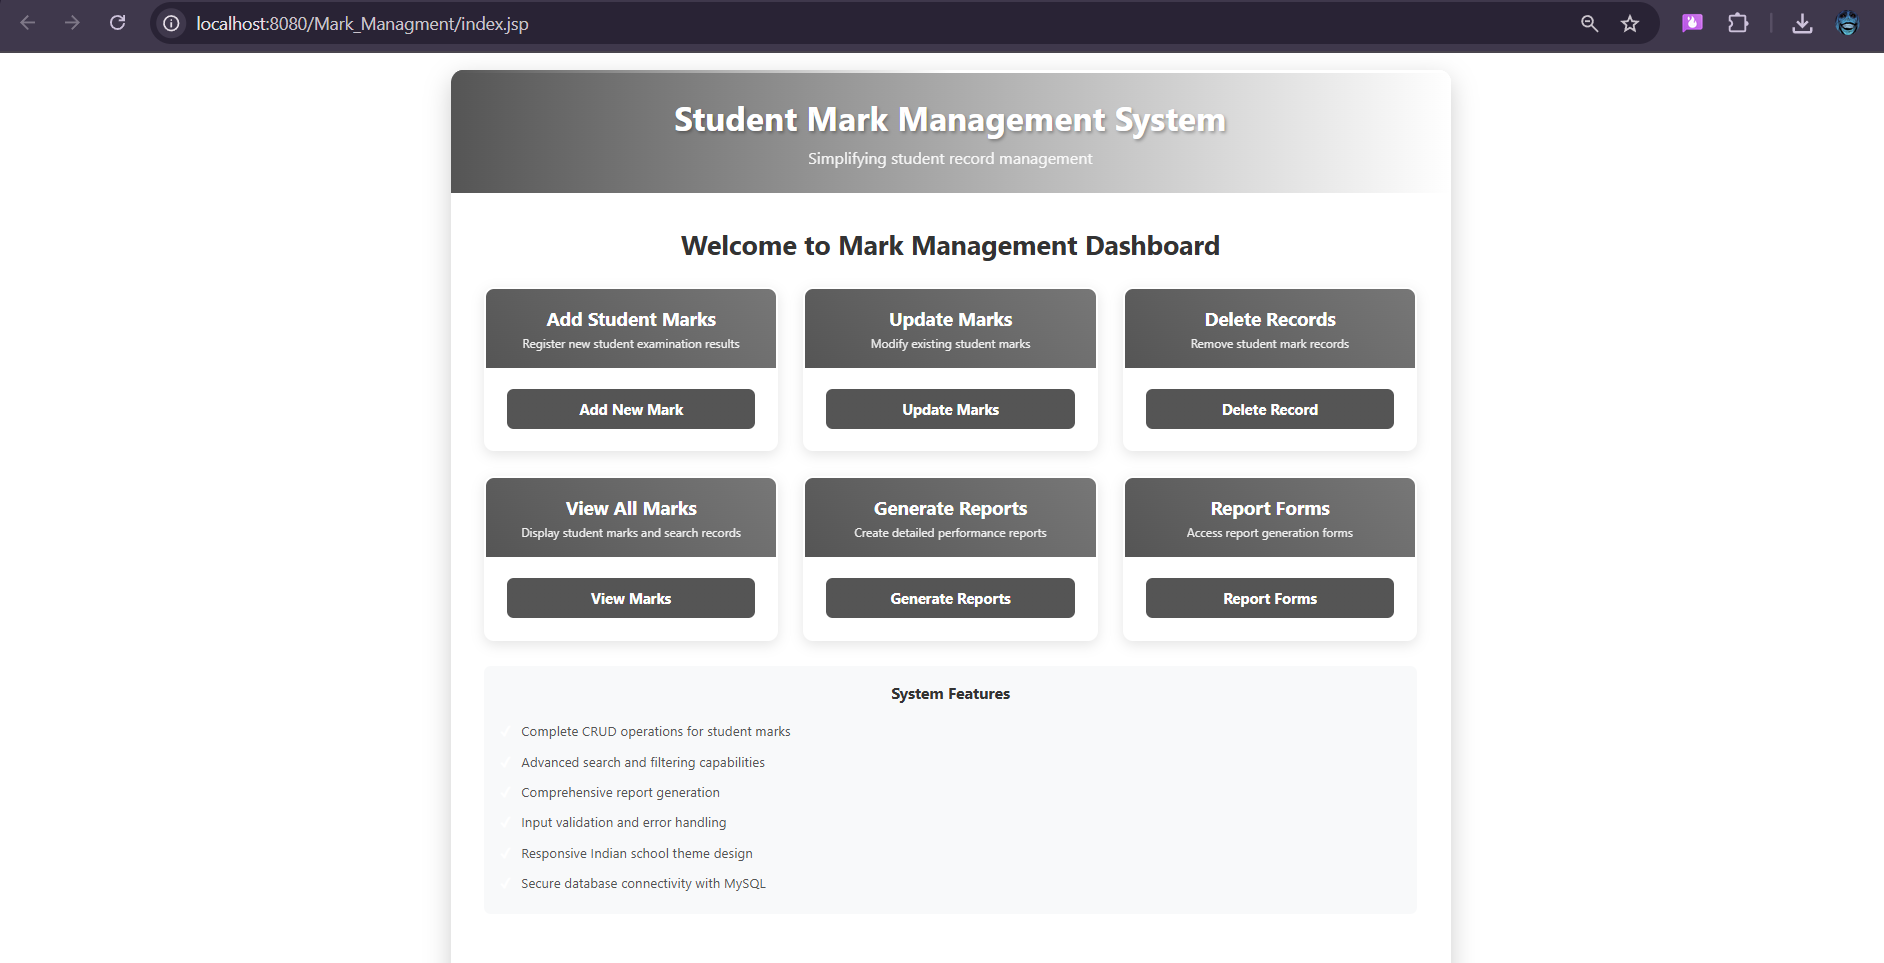 localhost:8080/Mark_Managment/index.jsp
Student Mark Management System
Simplifying student record management
Welcome to Mark Management Dashboard
Add Student Marks
Register new student examination results
Add New Mark
Update Marks
Modify existing student marks
Update Marks
Delete Records
Remove student mark records
Delete Record
View All Marks
Display student marks and search records
View Marks
Generate Reports
Create detailed performance reports
Generate Reports
Report Forms
Access report generation forms
Report Forms
System Features
Complete CRUD operations for student marks
Advanced search and filtering capabilities
Comprehensive report generation
Input validation and error handling
Responsive Indian school theme design
Secure database connectivity with MySQL